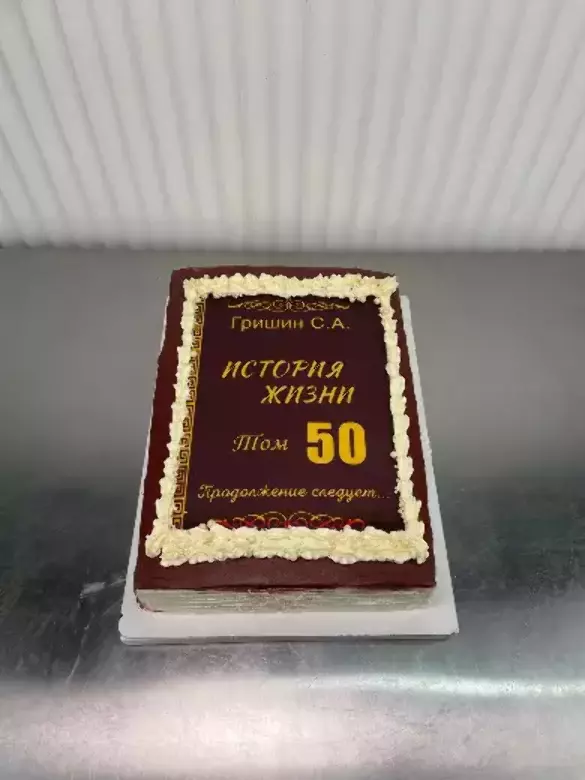 Гришин С.А.
ИСТОРИЯ
ЖИЗНИ
Том 50
Продолжение следует...